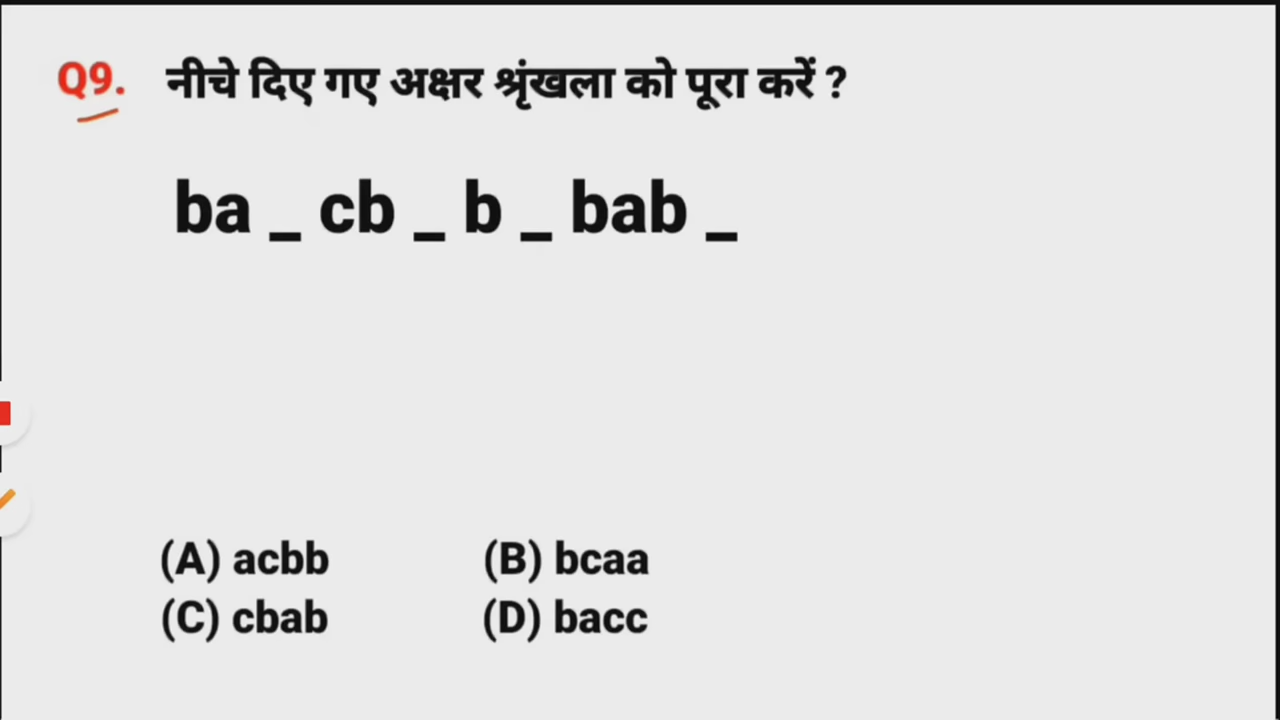 Q9. नीचे दिए गए अक्षर श्रृंखला को पूरा करें ?
ba _ cb _ b _ bab _
(A) acbb (B) bcaa
(C) cbab (D) bacc